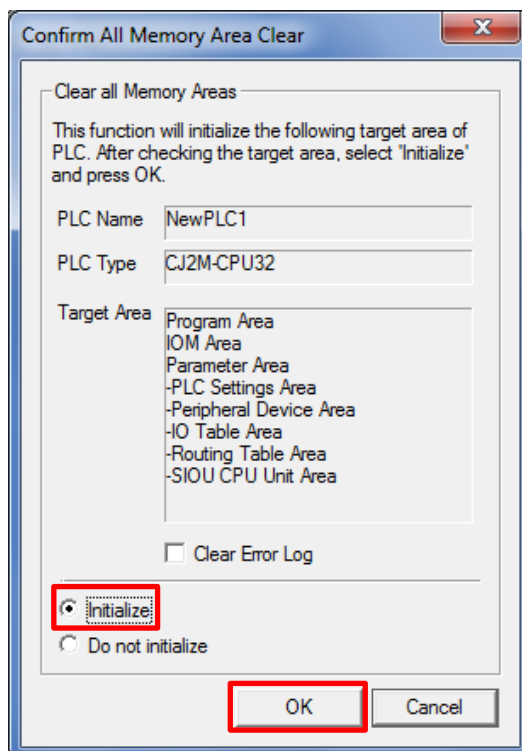 Confirm All Memory Area Clear
Clear all Memory Areas
This function will initialize the following target area of
PLC. After checking the target area, select 'Initialize'
and press OK.
PLC Name NewPLC1
PLC Type CJ2M-CPU32
Target Area Program Area
IOM Area
Parameter Area
-PLC Settings Area
-Peripheral Device Area
-IO Table Area
-Routing Table Area
-SIOU CPU Unit Area
Clear Error Log
Initialize
Do not initialize
OK Cancel